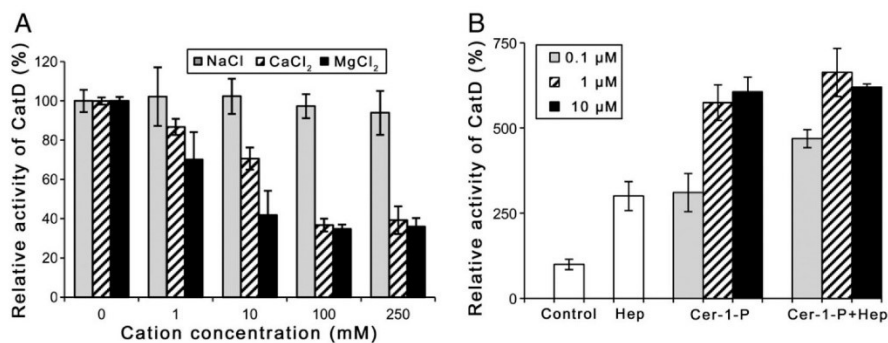 A
Relative activity of CatD (%)
120
100
80
60
40
20
0
NaCl CaCl₂ MgCl₂
0 1 10 100 250
Cation concentration (mM)
B
Relative activity of CatD (%)
750
500
250
0
0.1 µM
1 µM
10 µM
Control Hep Cer-1-P Cer-1-P+Hep